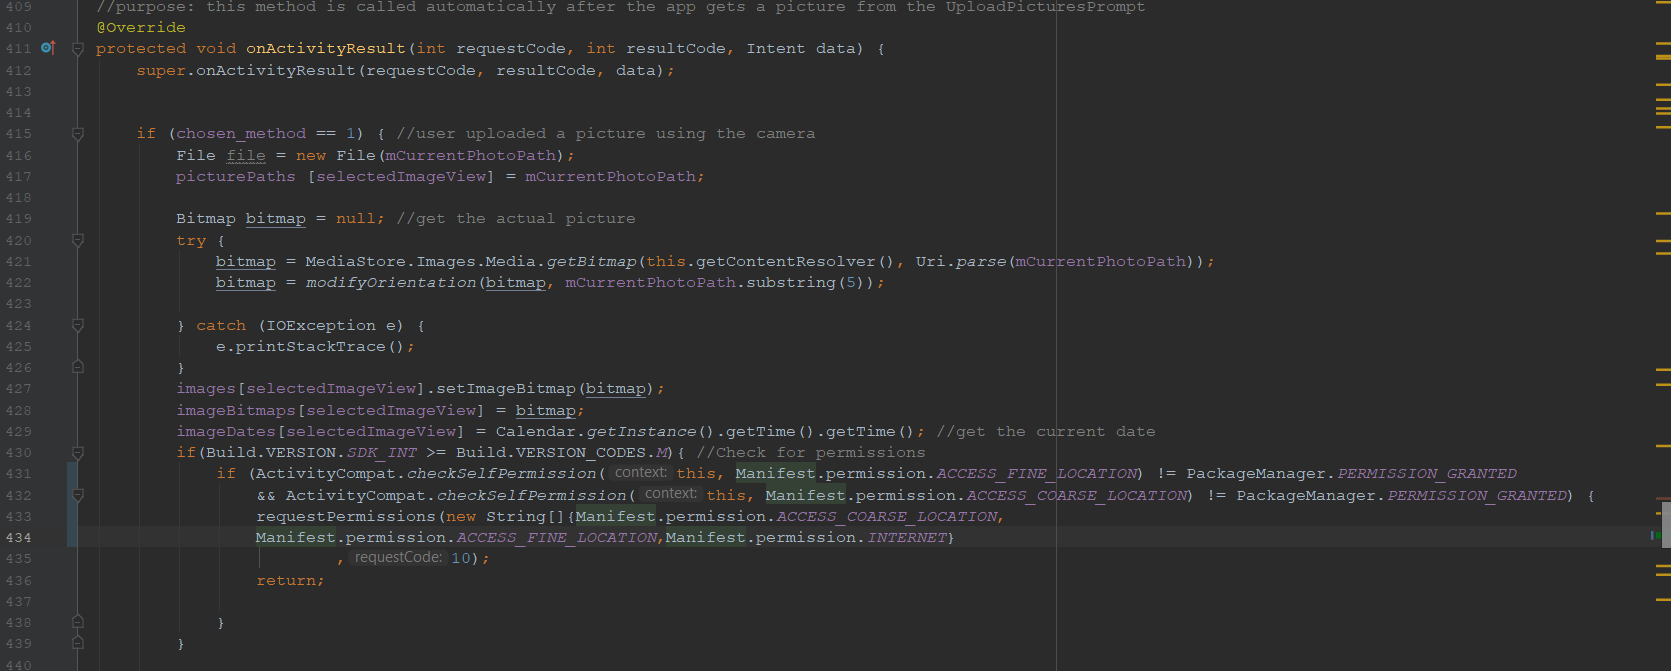 409 //purpose: this method is called automatically after the app gets a picture from the UploadPicturesPrompt
410 @Override
411 protected void onActivityResult(int requestCode, int resultCode, Intent data) {
412 super.onActivityResult(requestCode, resultCode, data);
413
414
415 if (chosen_method == 1) { //user uploaded a picture using the camera
416 File file = new File(mCurrentPhotoPath);
417 picturePaths [selectedImageView] = mCurrentPhotoPath;
418
419 Bitmap bitmap = null; //get the actual picture
420 try {
421 bitmap = MediaStore.Images.Media.getBitmap(this.getContentResolver(), Uri.parse(mCurrentPhotoPath));
422 bitmap = modifyOrientation(bitmap, mCurrentPhotoPath.substring(5));
423
424 } catch (IOException e) {
425 e.printStackTrace();
426 }
427 images[selectedImageView].setImageBitmap(bitmap);
428 imageBitmaps[selectedImageView] = bitmap;
429 imageDates[selectedImageView] = Calendar.getInstance().getTime().getTime(); //get the current date
430 if(Build.VERSION.SDK_INT >= Build.VERSION_CODES.M){ //Check for permissions
431 if (ActivityCompat.checkSelfPermission( context: this, Manifest.permission.ACCESS_FINE_LOCATION) != PackageManager.PERMISSION_GRANTED
432 && ActivityCompat.checkSelfPermission( context: this, Manifest.permission.ACCESS_COARSE_LOCATION) != PackageManager.PERMISSION_GRANTED) {
433 requestPermissions(new String[]{Manifest.permission.ACCESS_COARSE_LOCATION,
434 Manifest.permission.ACCESS_FINE_LOCATION,Manifest.permission.INTERNET}
435 , requestCode: 10);
436 return;
437
438 }
439 }
440